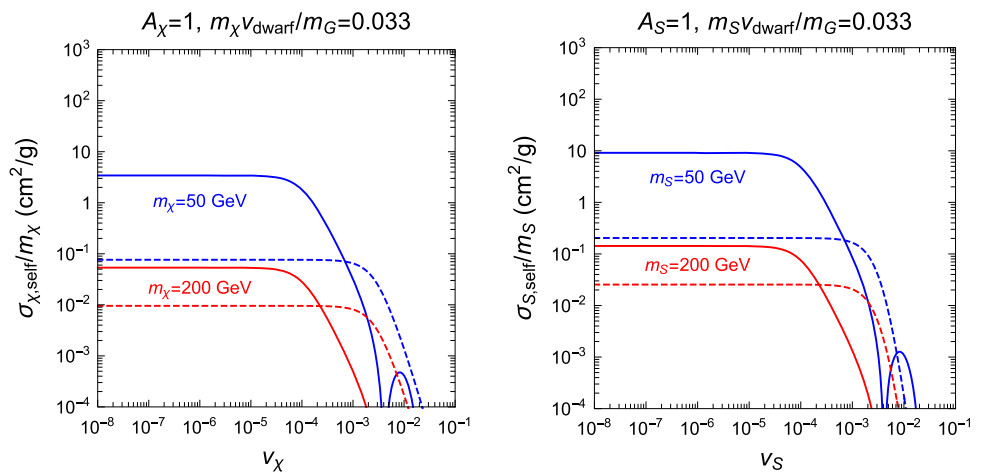 Aχ=1, mχvdwarf/mG=0.033
10³
10²
10
1
10⁻¹
10⁻²
10⁻³
10⁻⁴
σχ,self/mχ (cm²/g)
mχ=50 GeV
mχ=200 GeV
10⁻⁸ 10⁻⁷ 10⁻⁶ 10⁻⁵ 10⁻⁴ 10⁻³ 10⁻² 10⁻¹
vχ
AS=1, mSvdwarf/mG=0.033
10³
10²
10
1
10⁻¹
10⁻²
10⁻³
10⁻⁴
σS,self/mS (cm²/g)
mS=50 GeV
mS=200 GeV
10⁻⁸ 10⁻⁷ 10⁻⁶ 10⁻⁵ 10⁻⁴ 10⁻³ 10⁻² 10⁻¹
vS